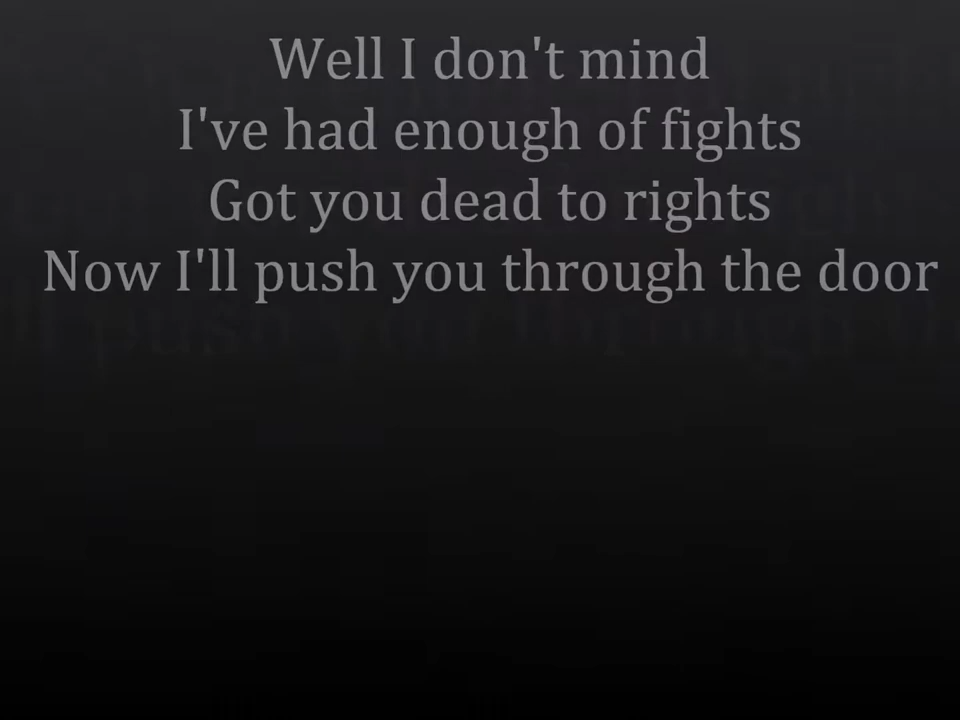 Well I don't mind
I've had enough of fights
Got you dead to rights
Now I'll push you through the door